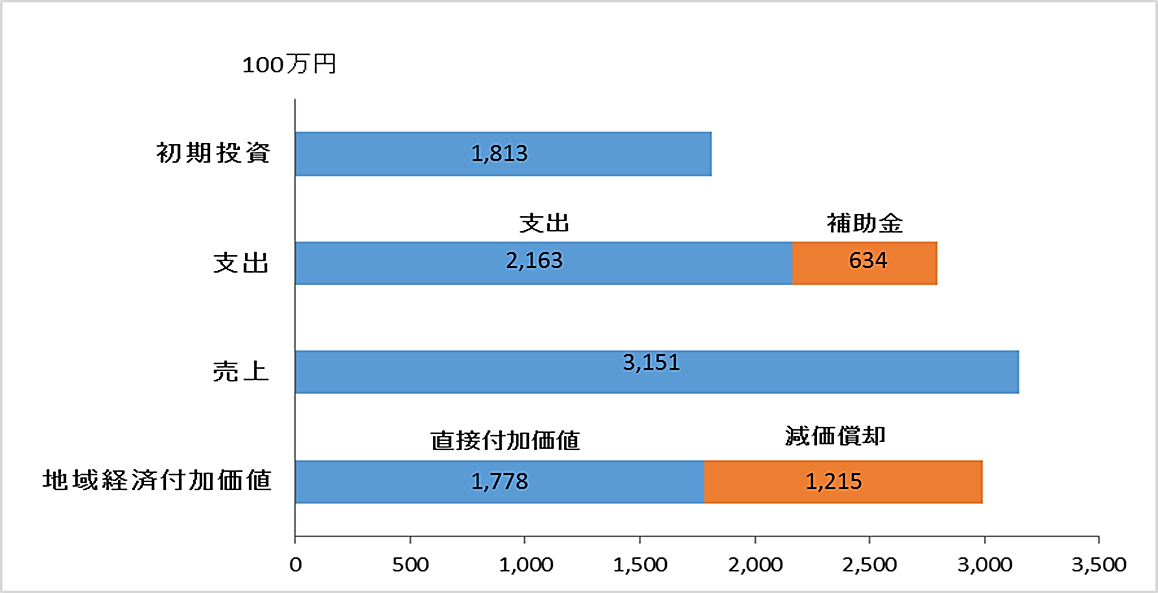 100万円
初期投資
1,813
支出
補助金
支出
2,163
634
売上
3,151
直接付加価値
減価償却
地域経済付加価値
1,778
1,215
0
500
1,000
1,500
2,000
2,500
3,000
3,500